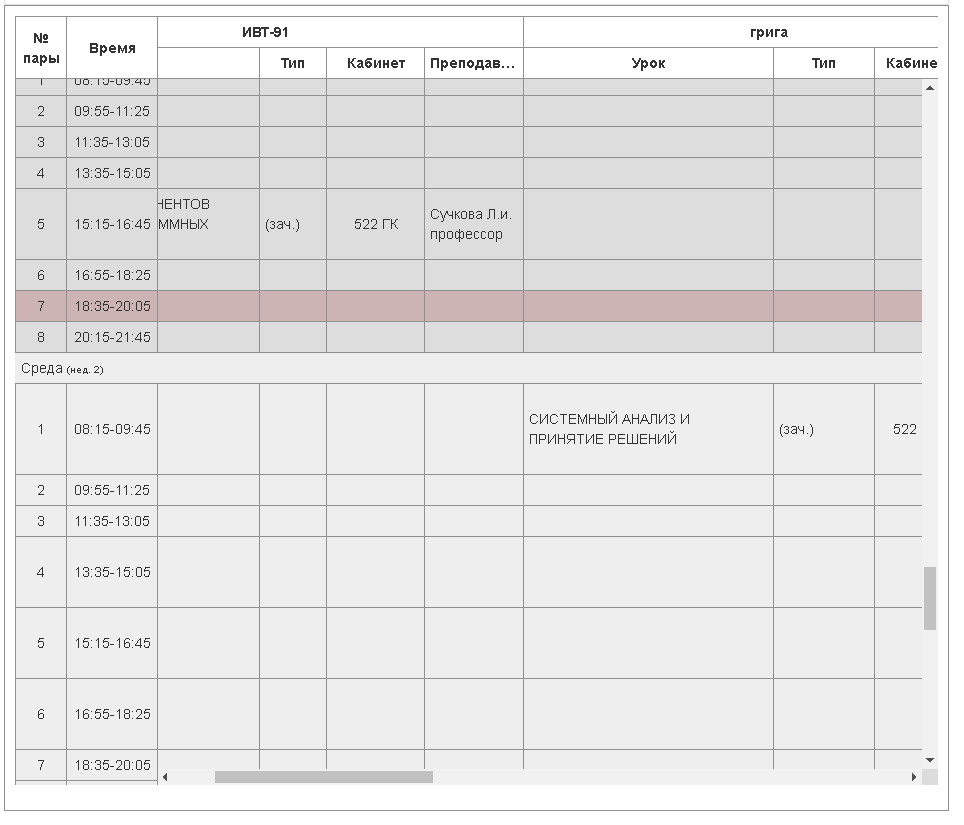 № пары Время ИВТ-91 грига
Тип Кабинет Преподав... Урок Тип Кабине
1 08:15-09:45
2 09:55-11:25
3 11:35-13:05
4 13:35-15:05
5 15:15-16:45 НЕНТОВ ММНЫХ (зач.) 522 ГК Сучкова Л.и. профессор
6 16:55-18:25
7 18:35-20:05
8 20:15-21:45
Среда (нед. 2)
1 08:15-09:45 СИСТЕМНЫЙ АНАЛИЗ И ПРИНЯТИЕ РЕШЕНИЙ (зач.) 522
2 09:55-11:25
3 11:35-13:05
4 13:35-15:05
5 15:15-16:45
6 16:55-18:25
7 18:35-20:05